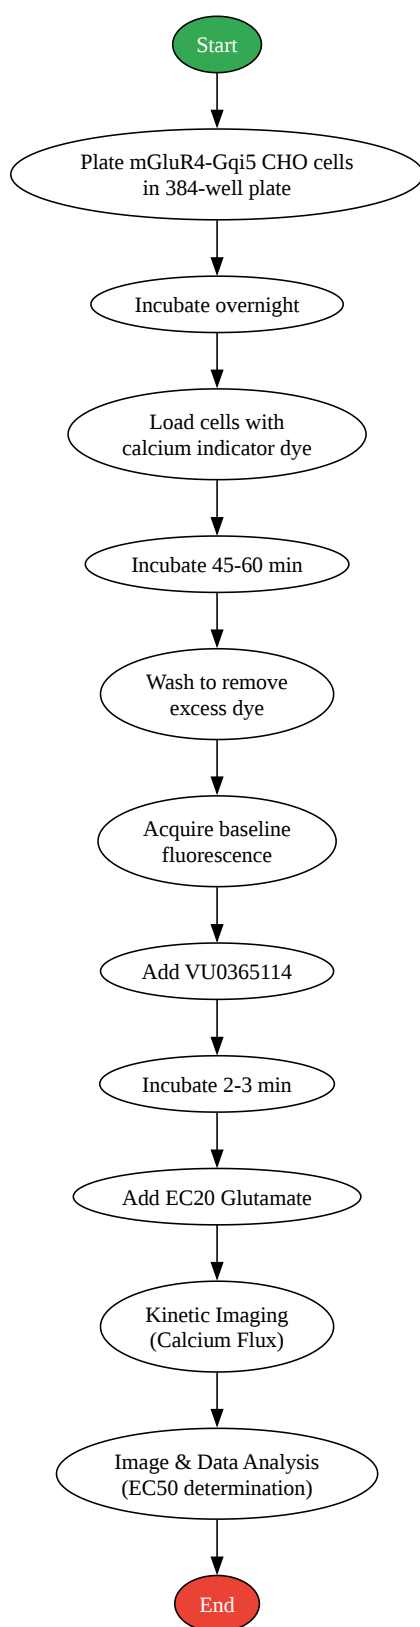 Start
Plate mGluR4-Gqi5 CHO cells
in 384-well plate
Incubate overnight
Load cells with
calcium indicator dye
Incubate 45-60 min
Wash to remove
excess dye
Acquire baseline
fluorescence
Add VU0365114
Incubate 2-3 min
Add EC20 Glutamate
Kinetic Imaging
(Calcium Flux)
Image & Data Analysis
(EC50 determination)
End